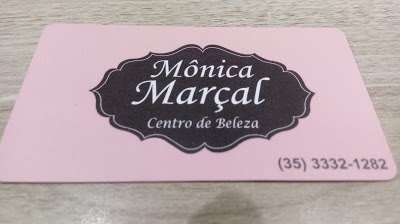 Mônica
Marçal
Centro de Beleza
(35) 3332-1282